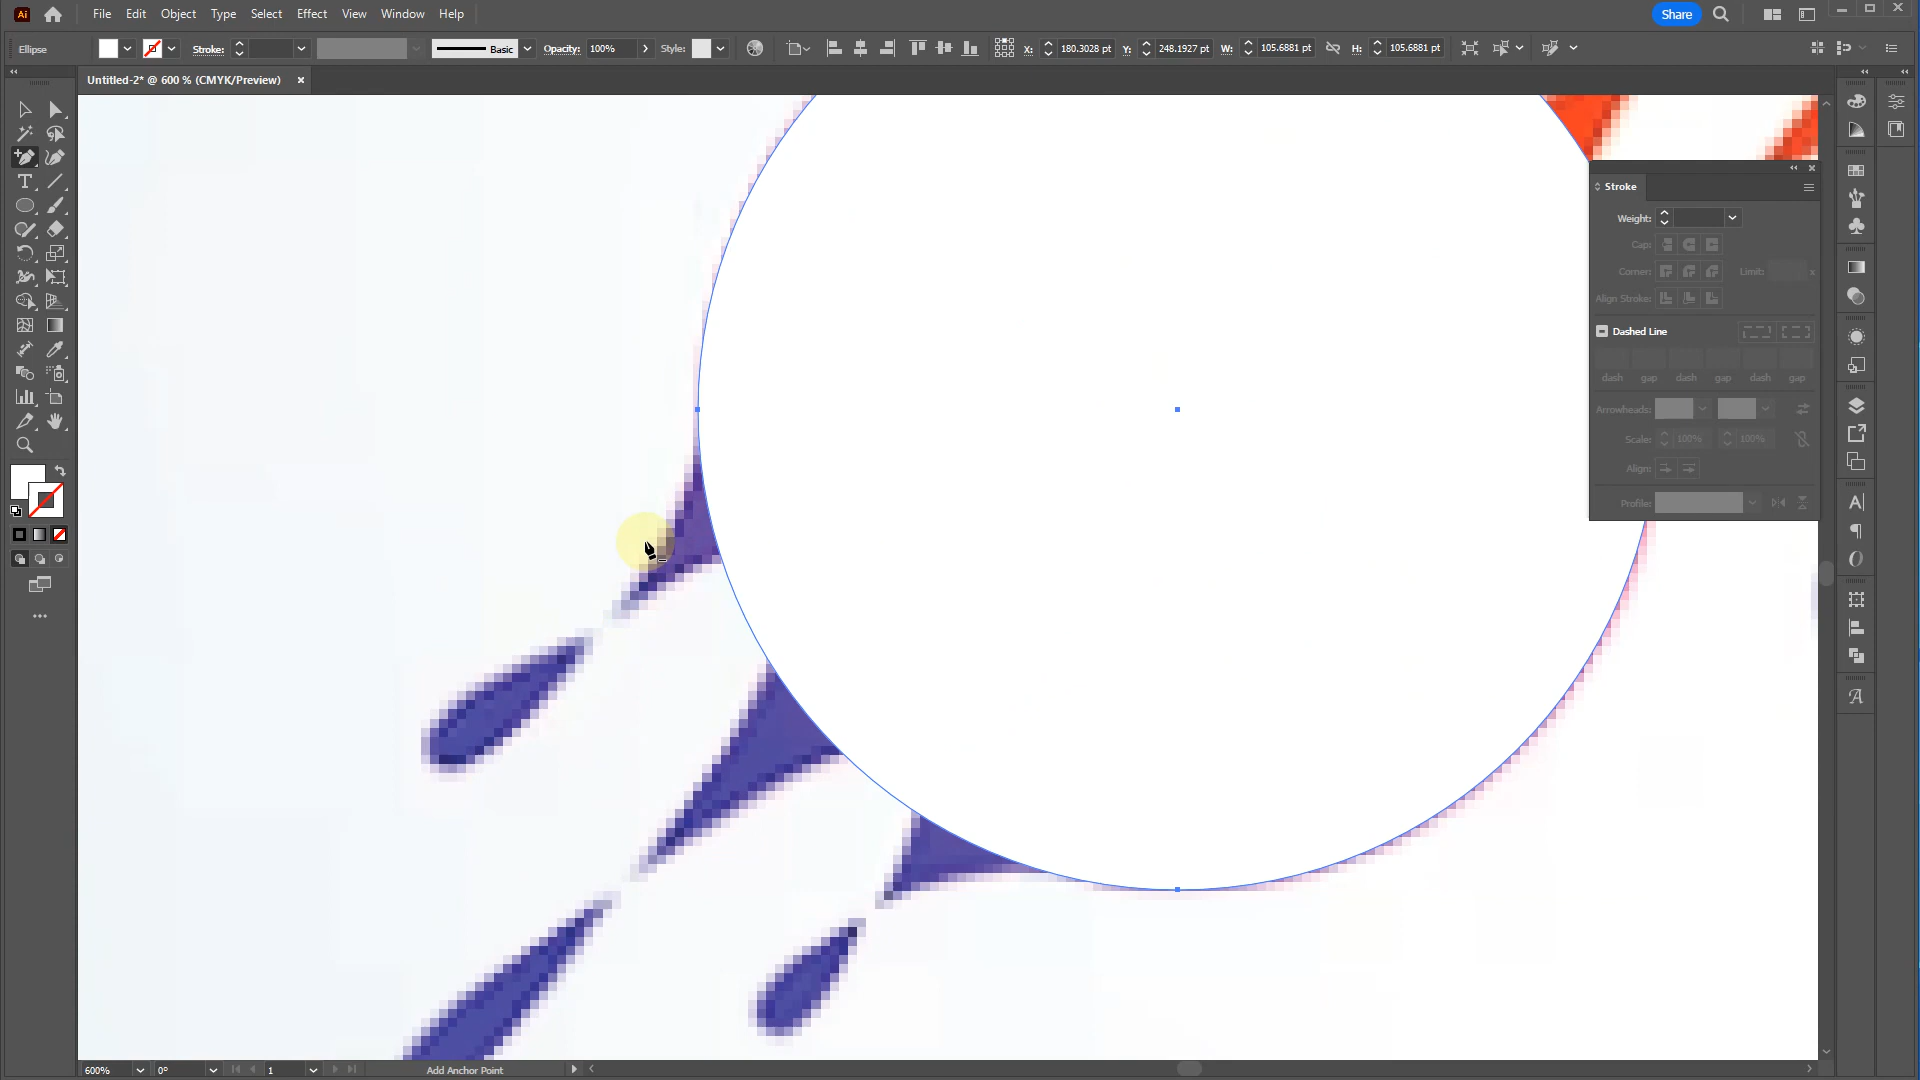 Ai File Edit Object Type Select Effect View Window Help Share
Ellipse Stroke: Basic Opacity: 100% Style: X: 180.3028 pt Y: 248.1927 pt W: 105.6881 pt H: 105.6881 pt
Untitled-2* @ 600 % (CMYK/Preview)
Stroke
Weight:
Cap:
Corner: Limit: x
Align Stroke:
Dashed Line
dash gap dash gap dash gap
Arrowheads:
Scale: 100% 100%
Align:
Profile:
600% 0° 1 Add Anchor Point